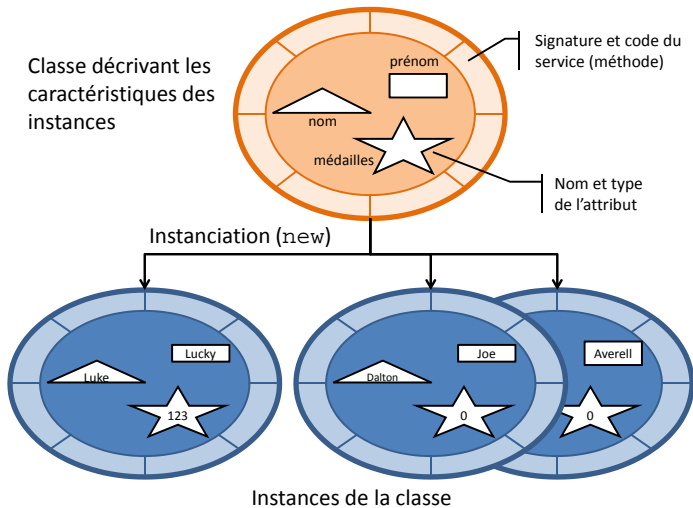 Classe décrivant les
caractéristiques des
instances
Signature et code du
service (méthode)
prénom
nom
médailles
Nom et type
de l'attribut
Instanciation (new)
Lucky
Luke
123
Joe
Dalton
0
Averell
0
Instances de la classe